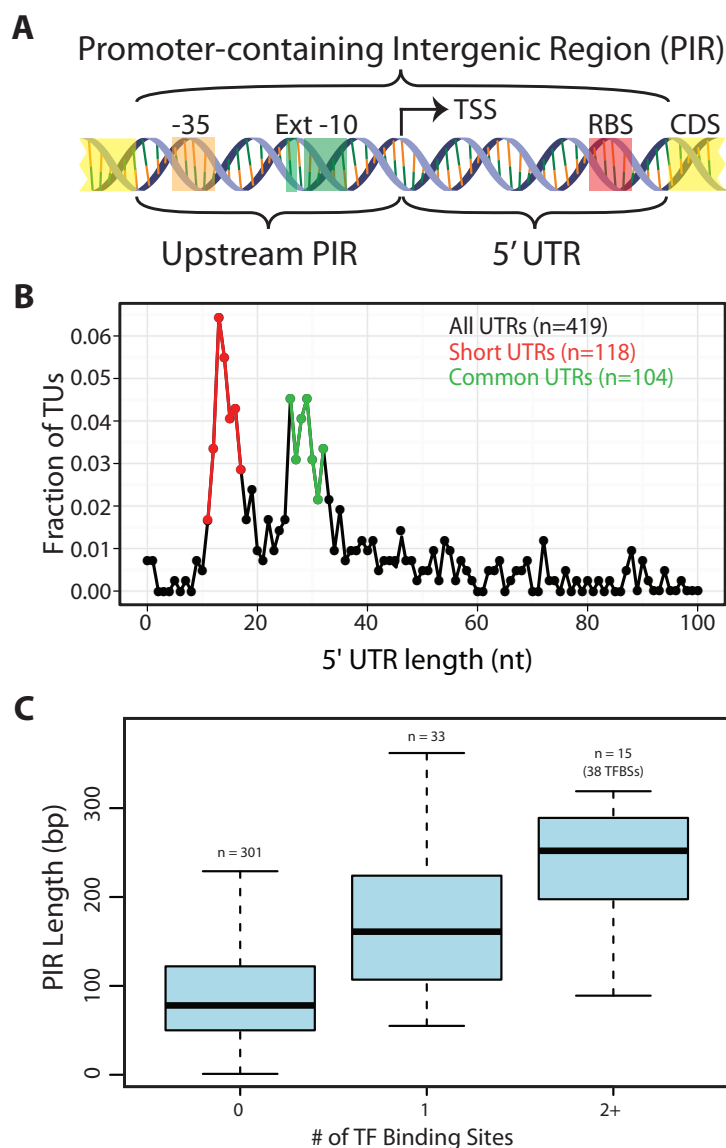 A
Promoter-containing Intergenic Region (PIR)
TSS
-35 Ext -10 RBS CDS
Upstream PIR 5′ UTR
B
All UTRs (n=419)
Short UTRs (n=118)
Common UTRs (n=104)
Fraction of TUs
0.06
0.05
0.04
0.03
0.02
0.01
0.00
0 20 40 60 80 100
5' UTR length (nt)
C
n = 33
n = 15
(38 TFBSs)
n = 301
PIR Length (bp)
300
200
100
0
0 1 2+
# of TF Binding Sites